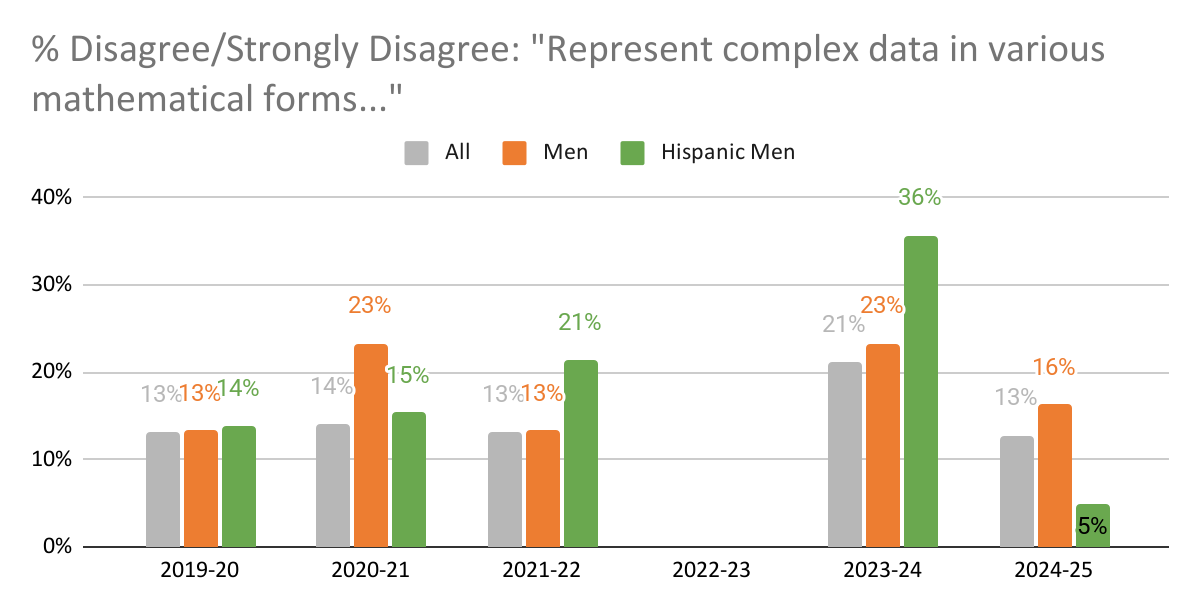 % Disagree/Strongly Disagree: "Represent complex data in various
mathematical forms..."
All Men Hispanic Men
40%
30%
20%
10%
0%
13% 13% 14%
14% 23% 15%
13% 13% 21%
21% 23% 36%
13% 16% 5%
2019-20 2020-21 2021-22 2022-23 2023-24 2024-25